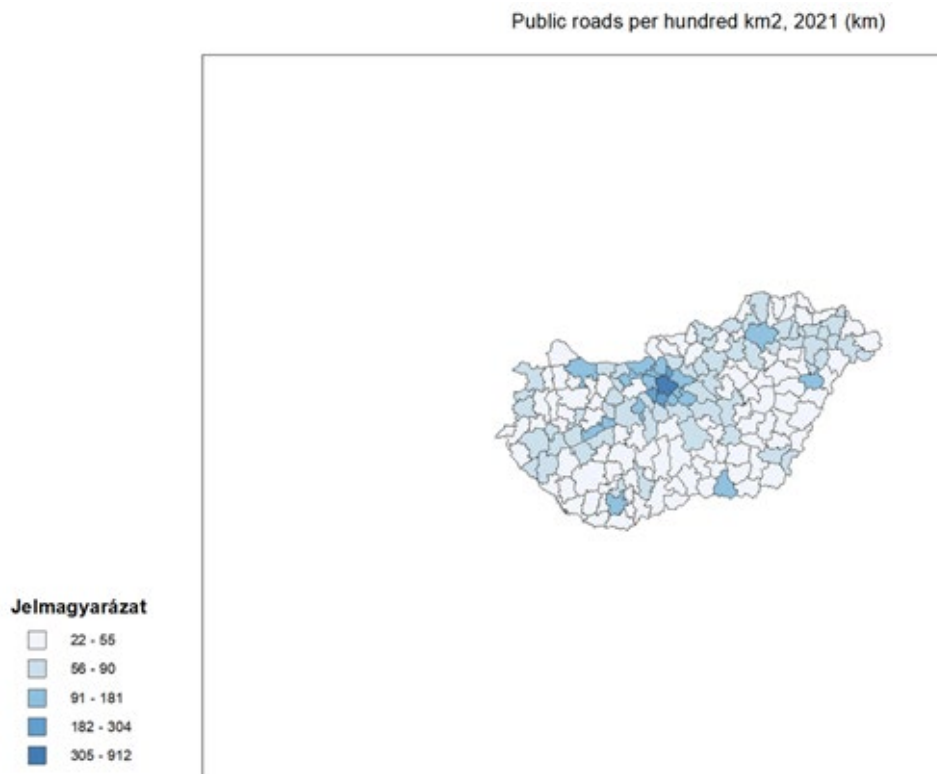 Public roads per hundred km2, 2021 (km)
Jelmagyarázat
22 - 55
56 - 90
91 - 181
182 - 304
305 - 912